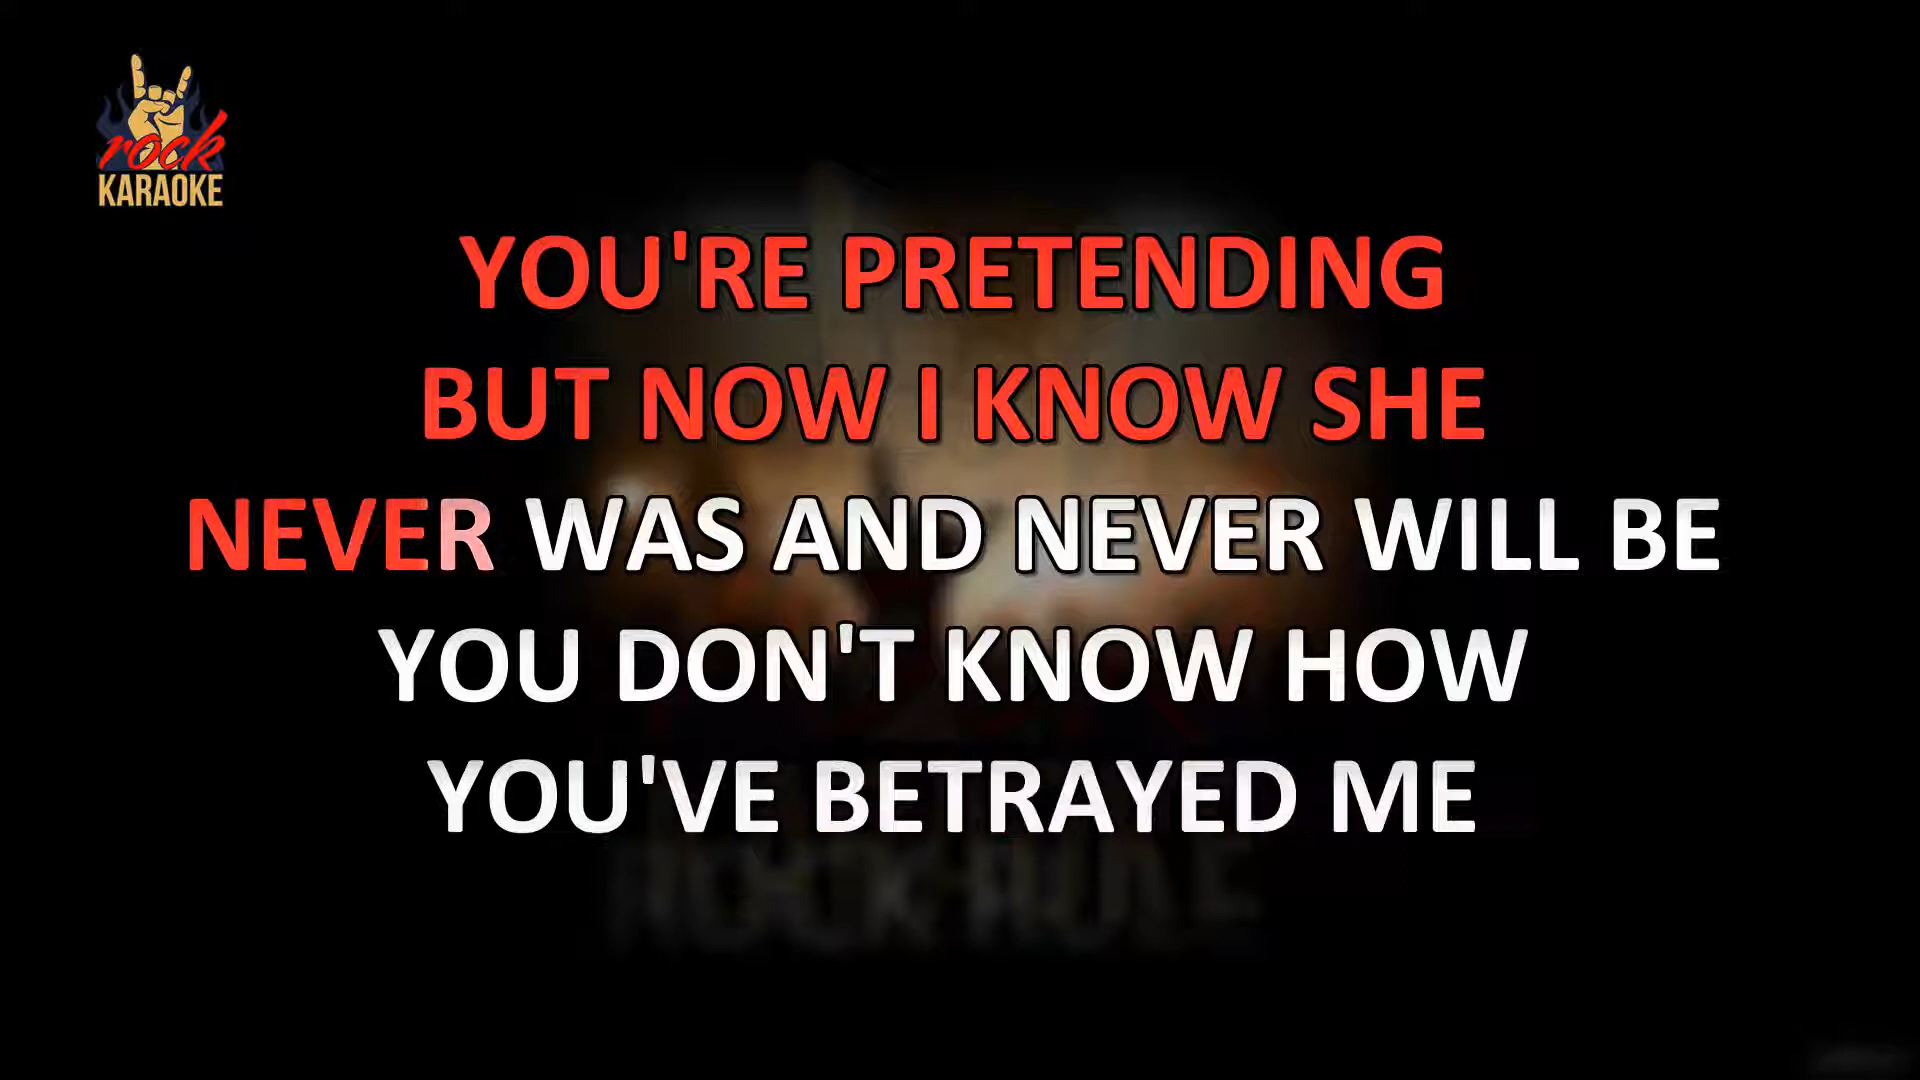 rock
KARAOKE
YOU'RE PRETENDING
BUT NOW I KNOW SHE
NEVER WAS AND NEVER WILL BE
YOU DON'T KNOW HOW
YOU'VE BETRAYED ME